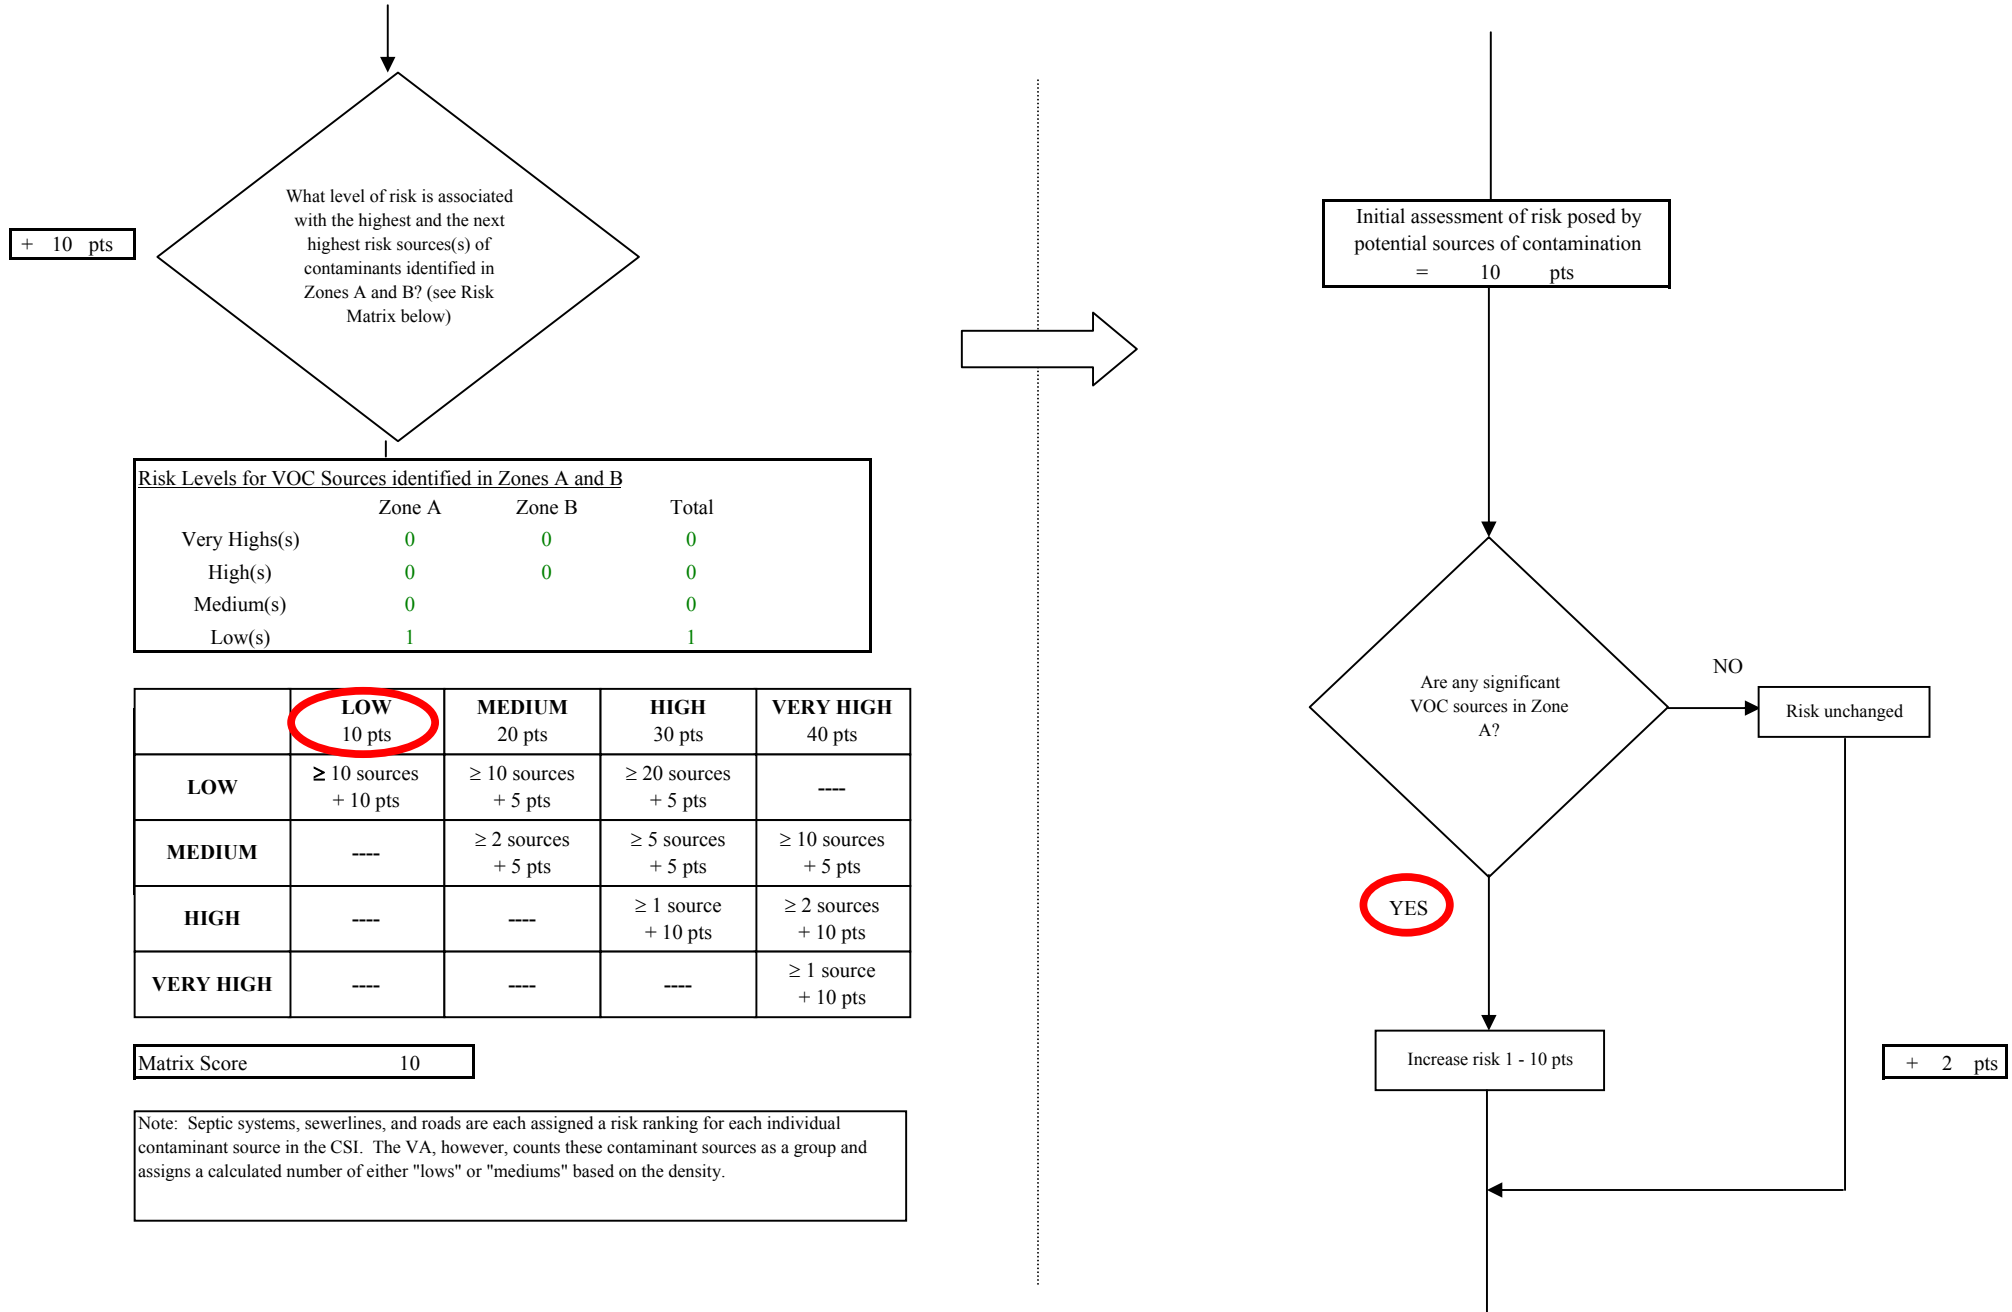 + 10 pts
What level of risk is associated
with the highest and the next
highest risk sources(s) of
contaminants identified in
Zones A and B? (see Risk
Matrix below)
Risk Levels for VOC Sources identified in Zones A and B
Zone A Zone B Total
Very Highs(s) 0 0 0
High(s) 0 0 0
Medium(s) 0 0
Low(s) 1 1
LOW MEDIUM HIGH VERY HIGH
10 pts 20 pts 30 pts 40 pts
LOW ≥ 10 sources + 10 pts ≥ 10 sources + 5 pts ≥ 20 sources + 5 pts ----
MEDIUM ---- ≥ 2 sources + 5 pts ≥ 5 sources + 5 pts ≥ 10 sources + 5 pts
HIGH ---- ---- ≥ 1 source + 10 pts ≥ 2 sources + 10 pts
VERY HIGH ---- ---- ---- ≥ 1 source + 10 pts
Matrix Score 10
Note: Septic systems, sewerlines, and roads are each assigned a risk ranking for each individual
contaminant source in the CSI. The VA, however, counts these contaminant sources as a group and
assigns a calculated number of either "lows" or "mediums" based on the density.
Initial assessment of risk posed by
potential sources of contamination
= 10 pts
Are any significant
VOC sources in Zone
A?
NO
Risk unchanged
YES
Increase risk 1 - 10 pts
+ 2 pts